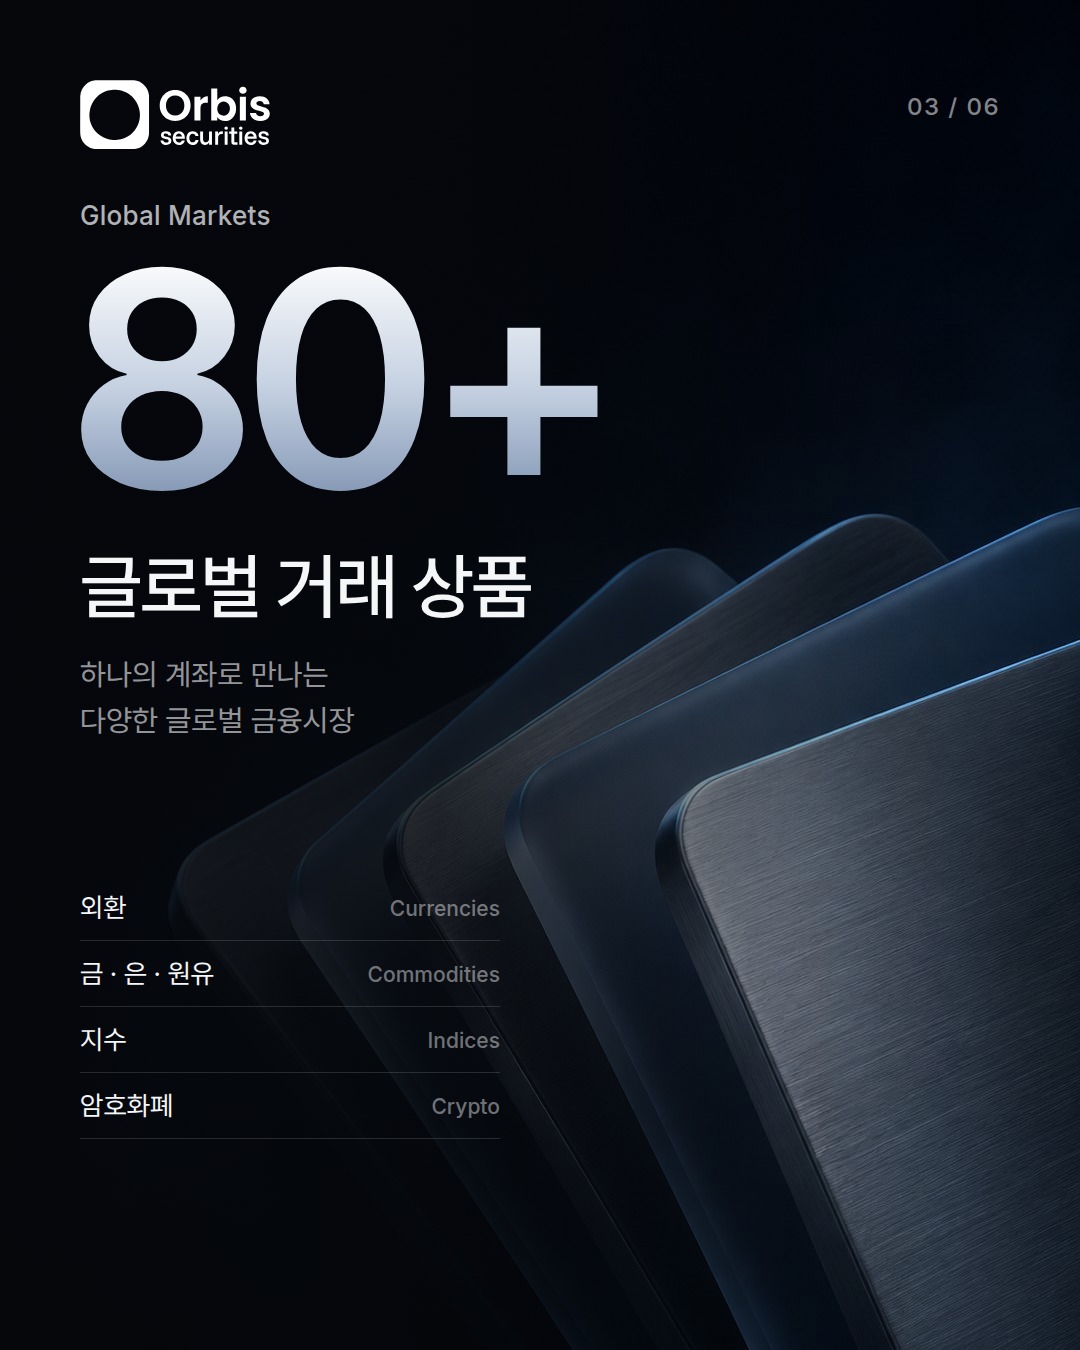 Orbis
securities
03 / 06
Global Markets
80+
글로벌 거래 상품
하나의 계좌로 만나는
다양한 글로벌 금융시장
외환 Currencies
금 · 은 · 원유 Commodities
지수 Indices
암호화폐 Crypto